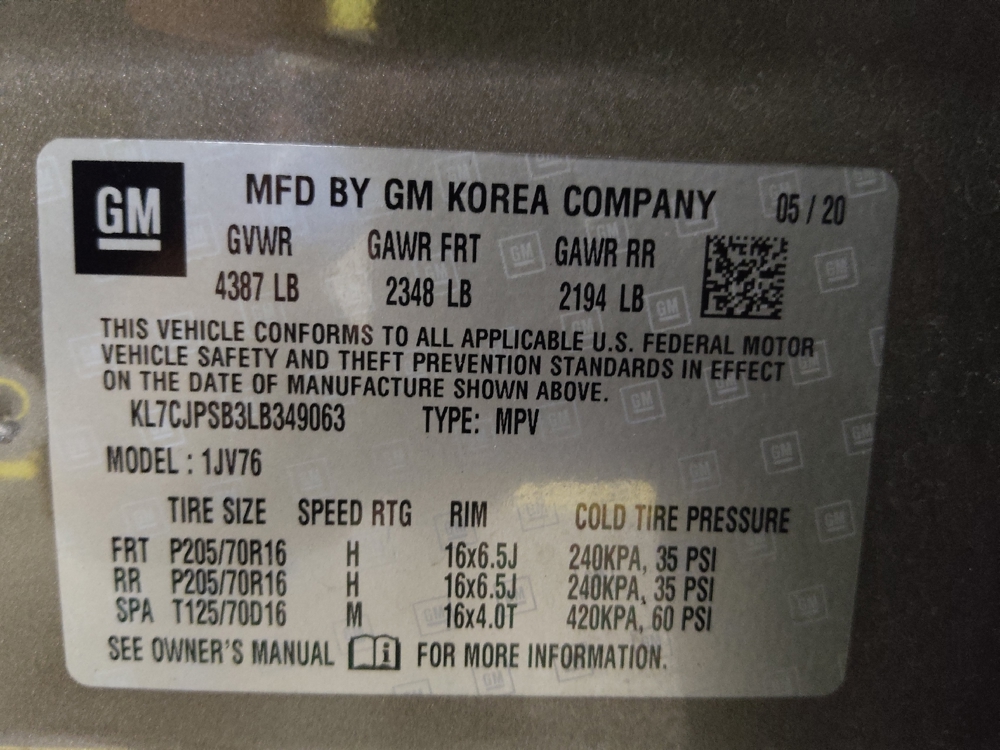 GM
MFD BY GM KOREA COMPANY 05 / 20
GVWR GAWR FRT GAWR RR
4387 LB 2348 LB 2194 LB
THIS VEHICLE CONFORMS TO ALL APPLICABLE U.S. FEDERAL MOTOR
VEHICLE SAFETY AND THEFT PREVENTION STANDARDS IN EFFECT
ON THE DATE OF MANUFACTURE SHOWN ABOVE.
KL7CJPSB3LB349063 TYPE: MPV
MODEL : 1JV76
TIRE SIZE SPEED RTG RIM COLD TIRE PRESSURE
FRT P205/70R16 H 16x6.5J 240KPA, 35 PSI
RR P205/70R16 H 16x6.5J 240KPA, 35 PSI
SPA T125/70D16 M 16x4.0T 420KPA, 60 PSI
SEE OWNER'S MANUAL i FOR MORE INFORMATION.